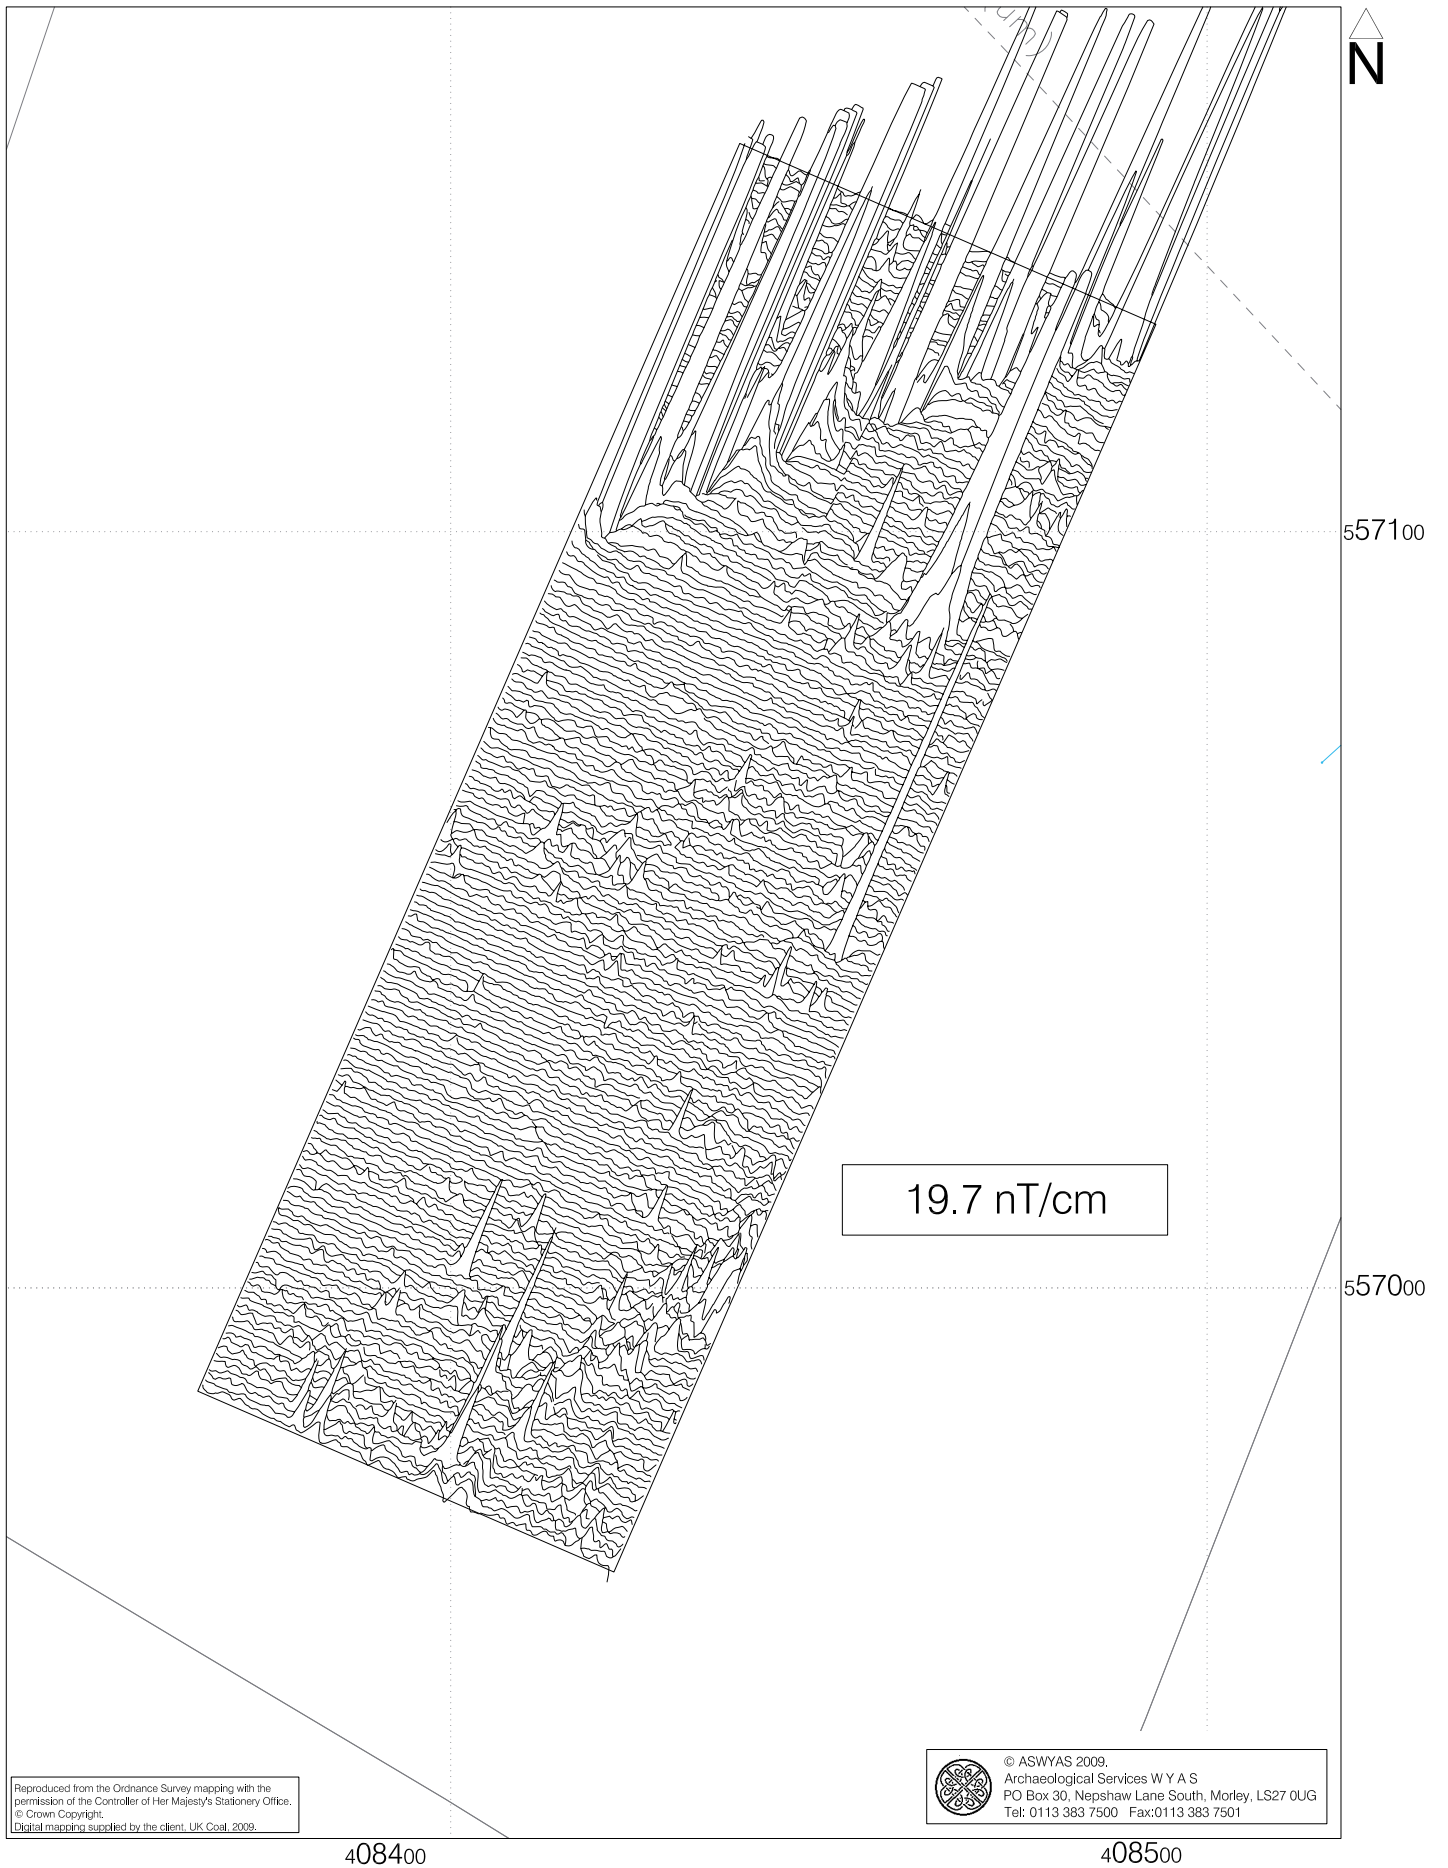 N
557100
19.7 nT/cm
557000
Reproduced from the Ordnance Survey mapping with the
permission of the Controller of Her Majesty's Stationery Office.
© Crown Copyright.
Digital mapping supplied by the client, UK Coal, 2009.
© ASWYAS 2009.
Archaeological Services W Y A S
PO Box 30, Nepshaw Lane South, Morley, LS27 0UG
Tel: 0113 383 7500 Fax:0113 383 7501
408400
408500